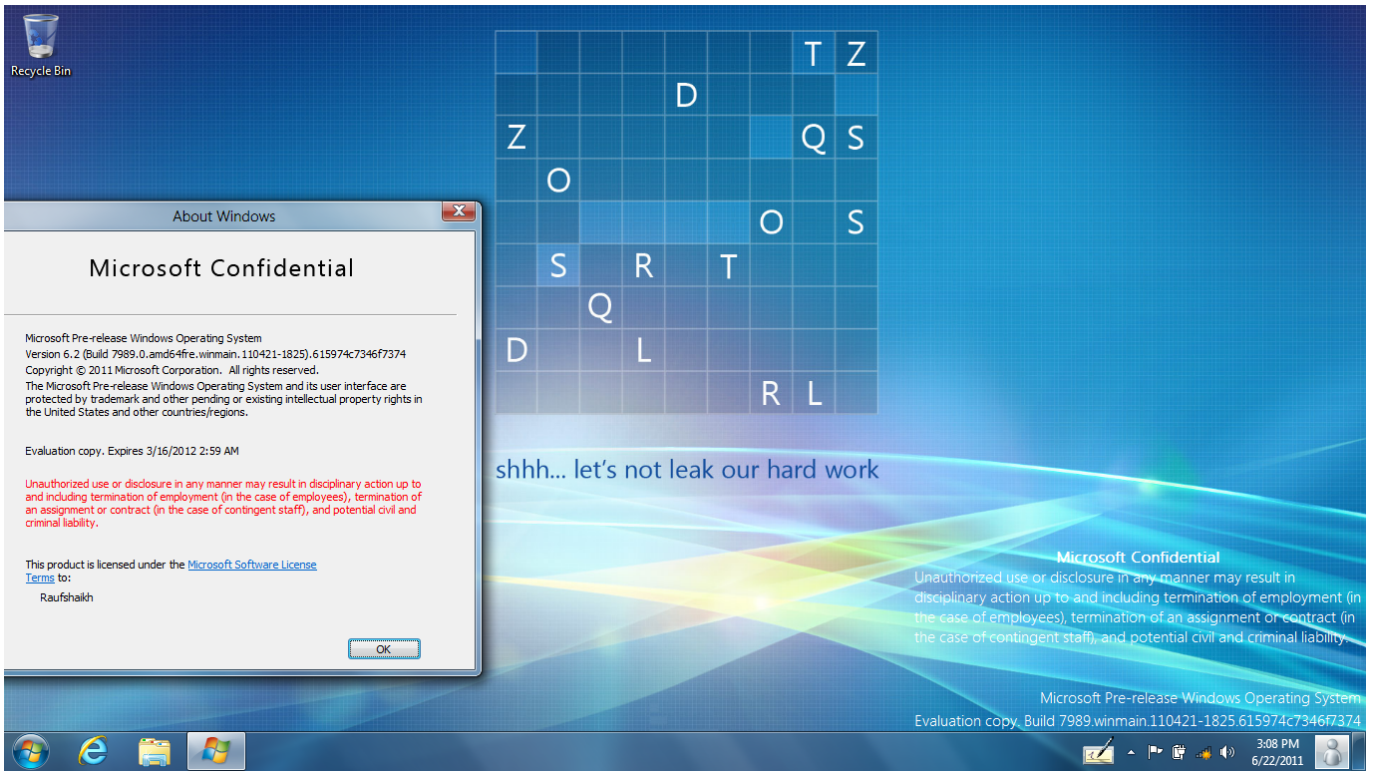 Recycle Bin
T Z
D
Z Q S
O
O S
S R T
Q
D L
R L
shhh... let's not leak our hard work
About Windows
Microsoft Confidential
Microsoft Pre-release Windows Operating System
Version 6.2 (Build 7989.0.amd64fre.winmain.110421-1825).615974c7346f7374
Copyright © 2011 Microsoft Corporation. All rights reserved.
The Microsoft Pre-release Windows Operating System and its user interface are
protected by trademark and other pending or existing intellectual property rights in
the United States and other countries/regions.
Evaluation copy. Expires 3/16/2012 2:59 AM
Unauthorized use or disclosure in any manner may result in disciplinary action up to
and including termination of employment (in the case of employees), termination of
an assignment or contract (in the case of contingent staff), and potential civil and
criminal liability.
This product is licensed under the Microsoft Software License
Terms to:
Raufshaikh
OK
Microsoft Confidential
Unauthorized use or disclosure in any manner may result in
disciplinary action up to and including termination of employment (in
the case of employees), termination of an assignment or contract (in
the case of contingent staff), and potential civil and criminal liability.
Microsoft Pre-release Windows Operating System
Evaluation copy. Build 7989.winmain.110421-1825.615974c7346f7374
3:08 PM
6/22/2011